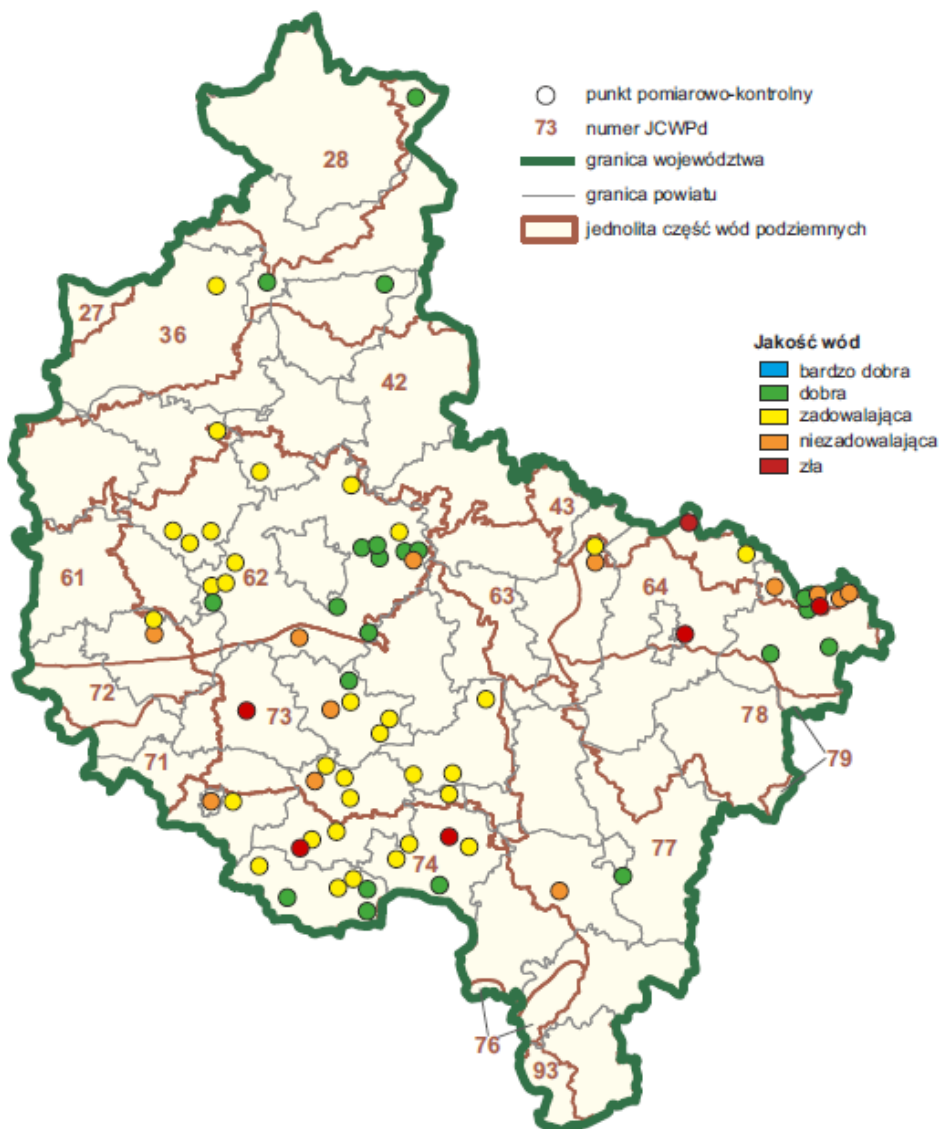 punkt pomiarowo-kontrolny
73 numer JCWPd
28
granica województwa
granica powiatu
jednolita część wód podziemnych
27
36
Jakość wód
bardzo dobra
42
dobra
zadowalająca
niezadowalająca
zła
43
61
62
63
64
72
73
78
71
79
77
74
76
93